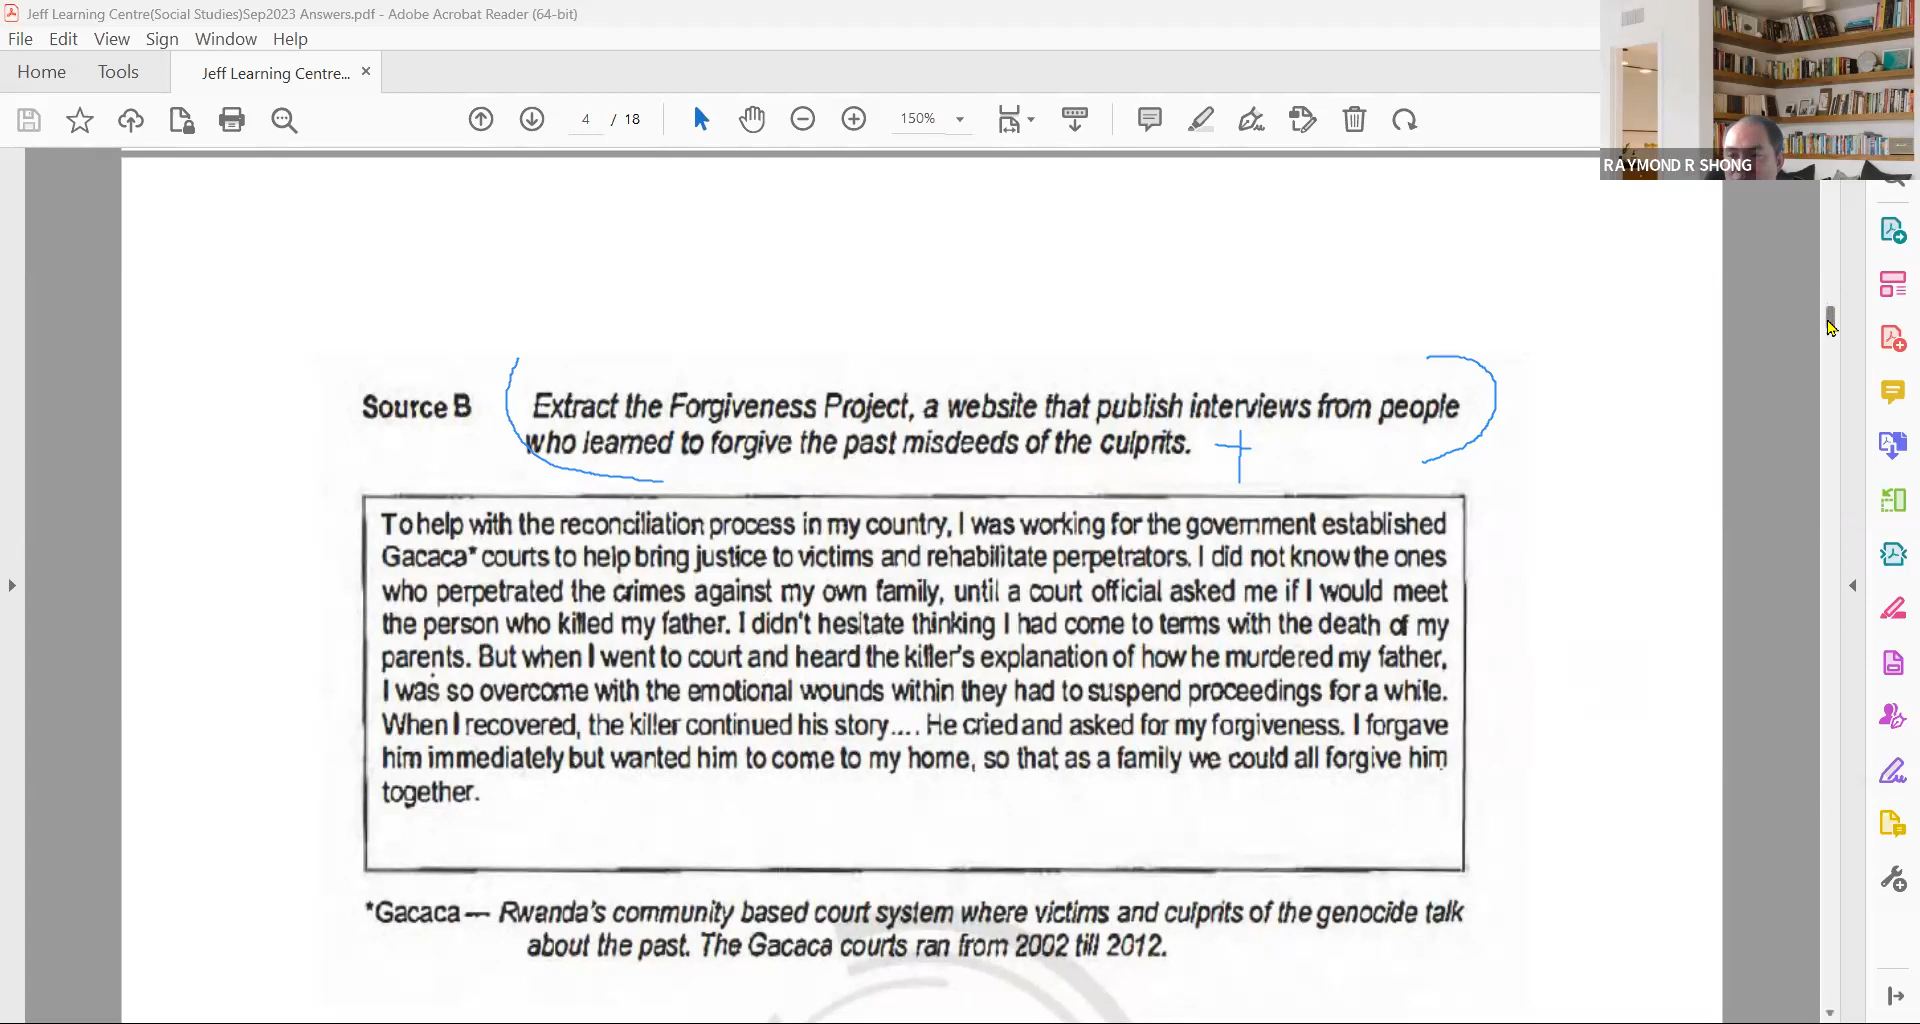 Jeff Learning Centre(Social Studies)Sep2023 Answers.pdf - Adobe Acrobat Reader (64-bit)
File Edit View Sign Window Help
Home Tools Jeff Learning Centre... ×
4 / 18 150%
RAYMOND R SHONG
Source B Extract the Forgiveness Project, a website that publish interviews from people
who learned to forgive the past misdeeds of the culprits.
To help with the reconciliation process in my country, I was working for the government established
Gacaca* courts to help bring justice to victims and rehabilitate perpetrators. I did not know the ones
who perpetrated the crimes against my own family, until a court official asked me if I would meet
the person who killed my father. I didn't hesitate thinking I had come to terms with the death of my
parents. But when I went to court and heard the killer's explanation of how he murdered my father,
I was so overcome with the emotional wounds within they had to suspend proceedings for a while.
When I recovered, the killer continued his story.... He cried and asked for my forgiveness. I forgave
him immediately but wanted him to come to my home, so that as a family we could all forgive him
together.
*Gacaca — Rwanda's community based court system where victims and culprits of the genocide talk
about the past. The Gacaca courts ran from 2002 till 2012.